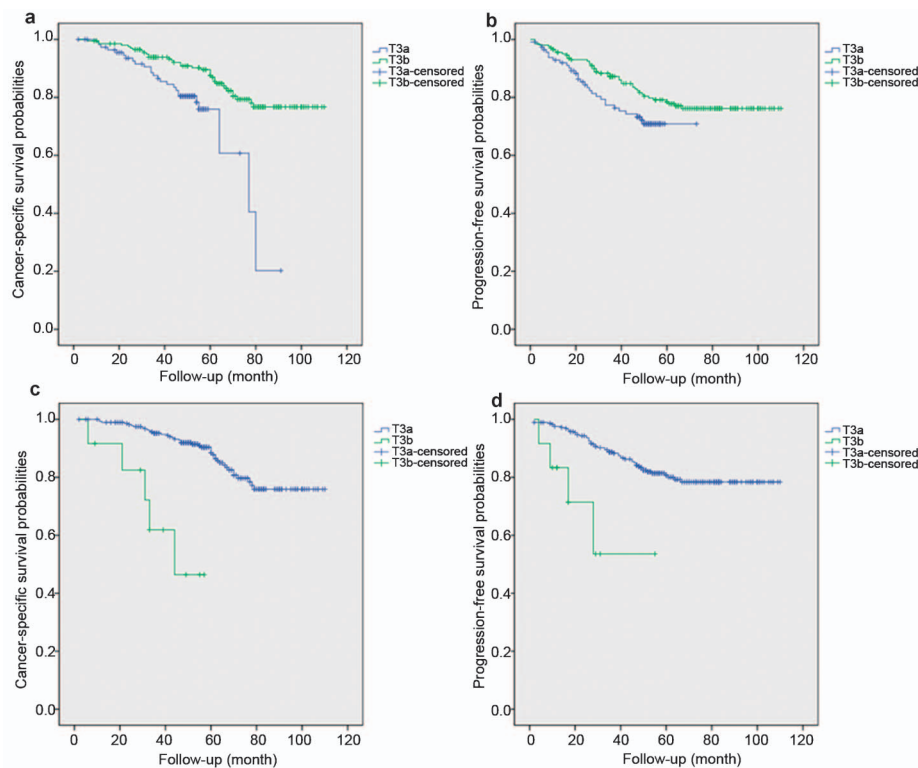 a
Cancer-specific survival probabilities
1.0
0.8
0.6
0.4
0.2
0.0
0 20 40 60 80 100 120
Follow-up (month)
T3a
T3b
T3a-censored
T3b-censored
b
Progression-free survival probabilities
1.0
0.8
0.6
0.4
0.2
0.0
0 20 40 60 80 100 120
Follow-up (month)
T3a
T3b
T3a-censored
T3b-censored
c
Cancer-specific survival probabilities
1.0
0.8
0.6
0.4
0.2
0.0
0 20 40 60 80 100 120
Follow-up (month)
T3a
T3b
T3a-censored
T3b-censored
d
Progression-free survival probabilities
1.0
0.8
0.6
0.4
0.2
0.0
0 20 40 60 80 100 120
Follow-up (month)
T3a
T3b
T3a-censored
T3b-censored